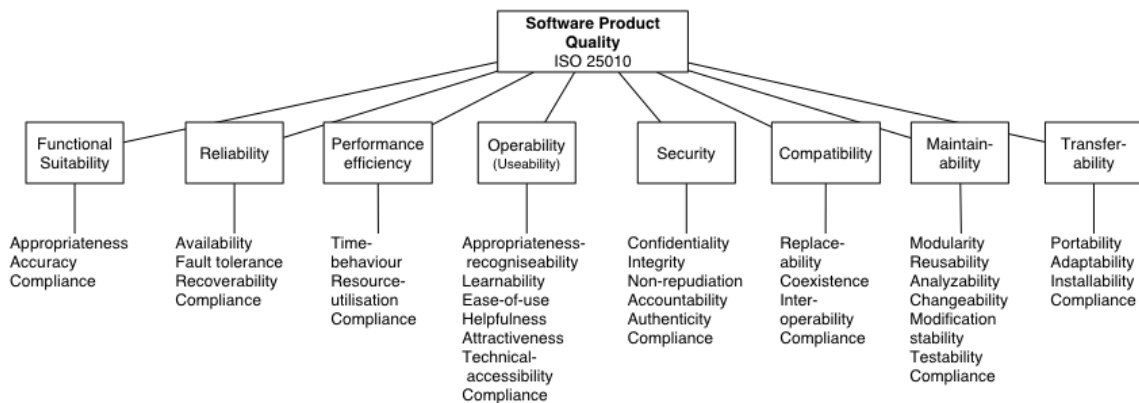 Software Product
Quality
ISO 25010
Functional
Suitability
Reliability
Performance
efficiency
Operability
(Useability)
Security
Compatibility
Maintain-
ability
Transfer-
ability
Appropriateness
Accuracy
Compliance
Availability
Fault tolerance
Recoverability
Compliance
Time-
behaviour
Resource-
utilisation
Compliance
Appropriateness-
recogniseability
Learnability
Ease-of-use
Helpfulness
Attractiveness
Technical-
accessibility
Compliance
Confidentiality
Integrity
Non-repudiation
Accountability
Authenticity
Compliance
Replace-
ability
Coexistence
Inter-
operability
Compliance
Modularity
Reusability
Analyzability
Changeability
Modification
stability
Testability
Compliance
Portability
Adaptability
Installability
Compliance